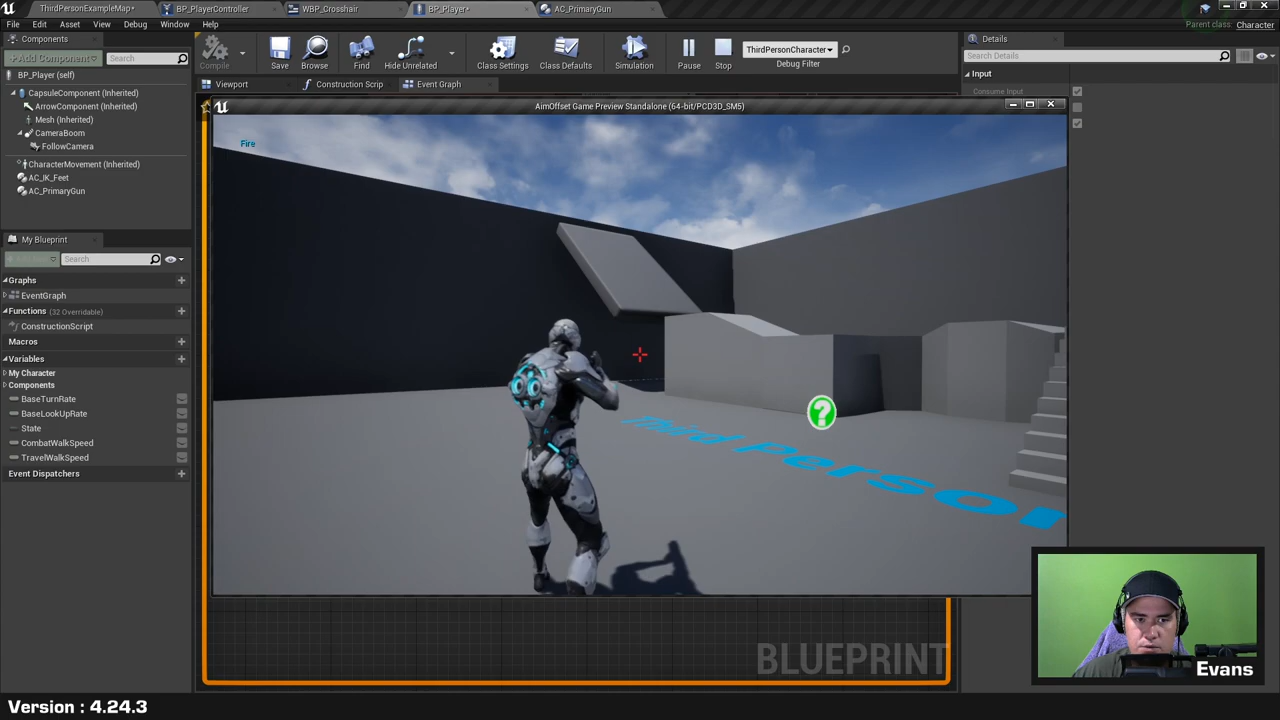 ThirdPersonExampleMap*
BP_PlayerController
WBP_Crosshair
BP_Player*
AC_PrimaryGun
File
Edit
Asset
View
Debug
Window
Help
Parent class: Character
Components
+Add Component
Search
BP_Player (self)
CapsuleComponent (Inherited)
ArrowComponent (Inherited)
Mesh (Inherited)
CameraBoom
FollowCamera
CharacterMovement (Inherited)
AC_IK_Feet
AC_PrimaryGun
My Blueprint
Search
Graphs
EventGraph
Functions (32 Overridable)
ConstructionScript
Macros
Variables
My Character
Components
BaseTurnRate
BaseLookUpRate
State
CombatWalkSpeed
TravelWalkSpeed
Event Dispatchers
Compile
Save
Browse
Find
Hide Unrelated
Class Settings
Class Defaults
Simulation
Pause
Stop
ThirdPersonCharacter
Debug Filter
Viewport
Construction Scrip
Event Graph
AimOffset Game Preview Standalone (64-bit/PCD3D_SM5)
Fire
?
Third Person
BLUEPRINT
Details
Search Details
Input
Consume Input
Evans
Version : 4.24.3